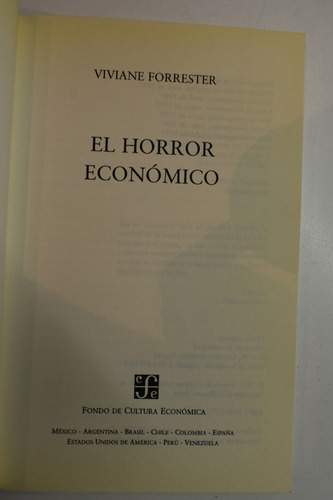 VIVIANE FORRESTER
EL HORROR
ECONÓMICO
cfe
FONDO DE CULTURA ECONÓMICA
MÉXICO - ARGENTINA - BRASIL - CHILE - COLOMBIA - ESPAÑA
ESTADOS UNIDOS DE AMÉRICA - PERÚ - VENEZUELA